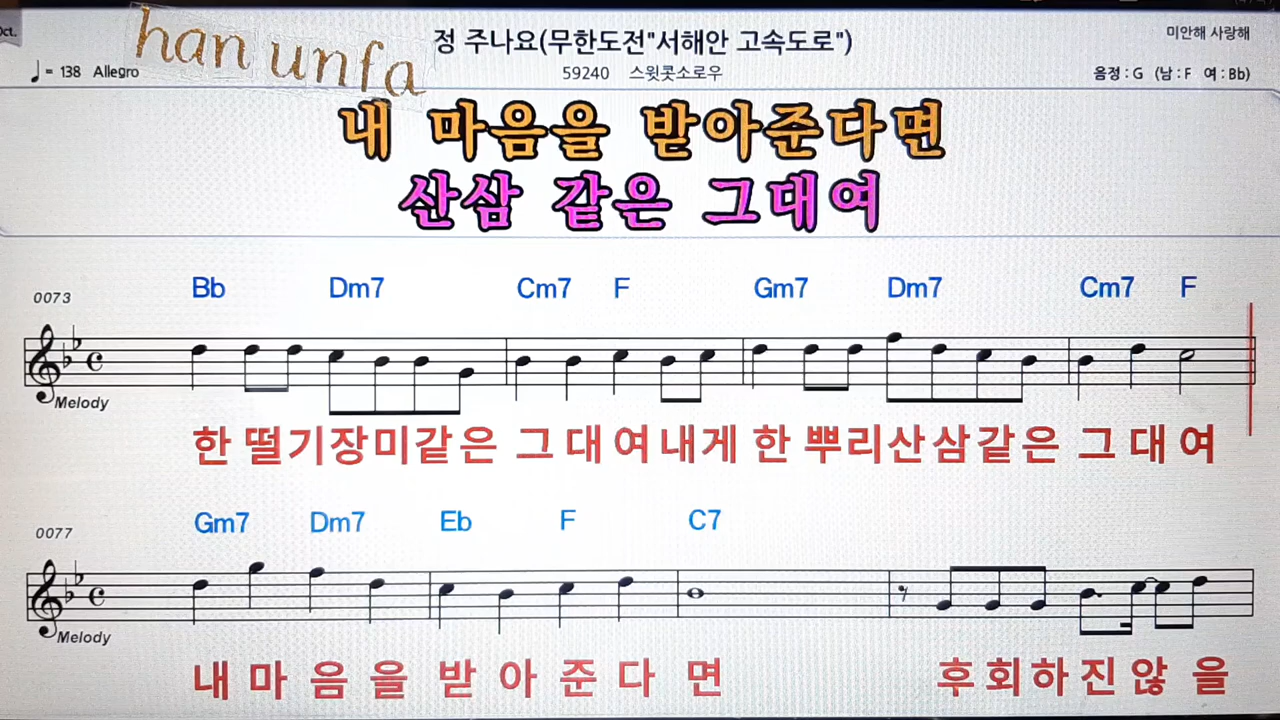 Oct.
han unfa
정 주나요(무한도전"서해안 고속도로")
미안해 사랑해
♩= 138 Allegro
59240 스윗콧소로우
음정 : G (남 : F 여 : Bb)
내 마음을 받아준다면
산삼 같은 그대여
0073
Bb Dm7 Cm7 F Gm7 Dm7 Cm7 F
Melody
한 떨기장미같은 그대여내게 한 뿌리산삼같은 그대여
0077
Gm7 Dm7 Eb F C7
Melody
내 마 음 을 받 아 준 다 면 후회하진않 을